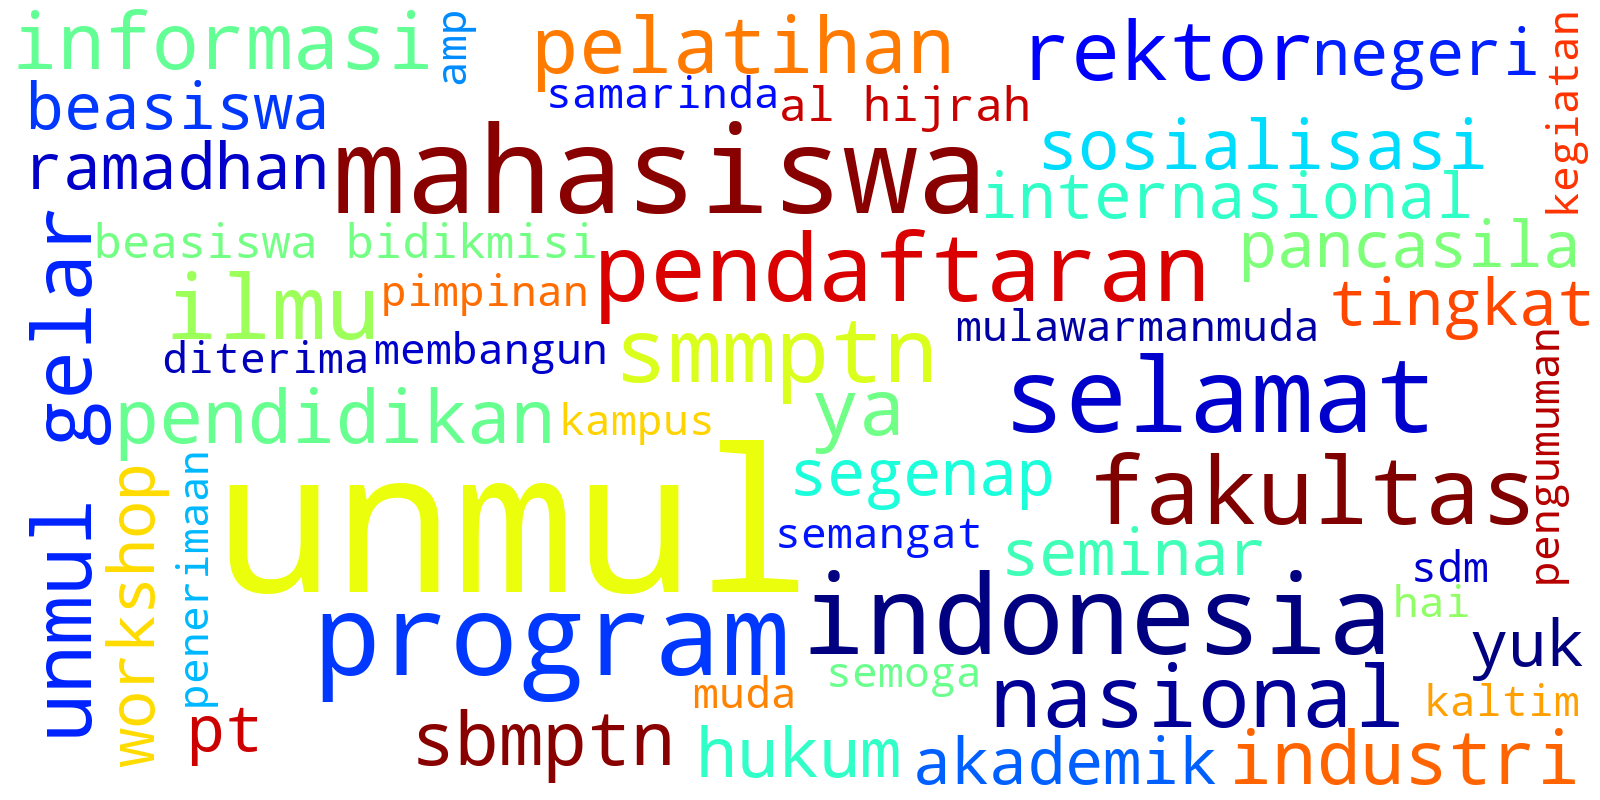 informasi
amp
pelatihan
rektor
negeri
kegiatan
beasiswa
samarinda
al hijrah
sosialisasi
ramadhan
mahasiswa
internasional
unmul gelar
beasiswa bidikmisi
pendaftaran
pancasila
ilmu
pimpinan
tingkat
smmptn
mulawarmanmuda
diterima
membangun
selamat
pengumuman
pendidikan
kampus
ya
workshop
penerimaan
unmul
segenap
fakultas
semangat
seminar
sdm
program
indonesia
hai
yuk
semoga
muda
nasional
kaltim
pt
sbmptn
hukum
akademik
industri